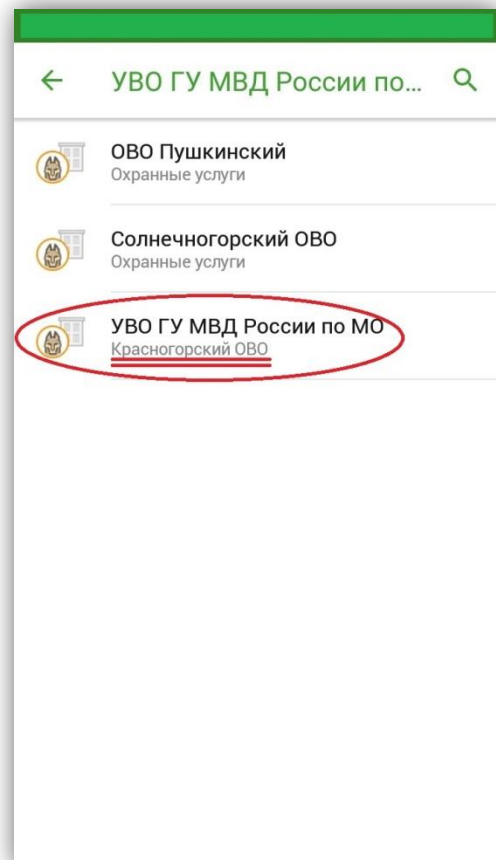 УВО ГУ МВД России по...
ОВО Пушкинский
Охранные услуги
Солнечногорский ОВО
Охранные услуги
УВО ГУ МВД России по МО
Красногорский ОВО